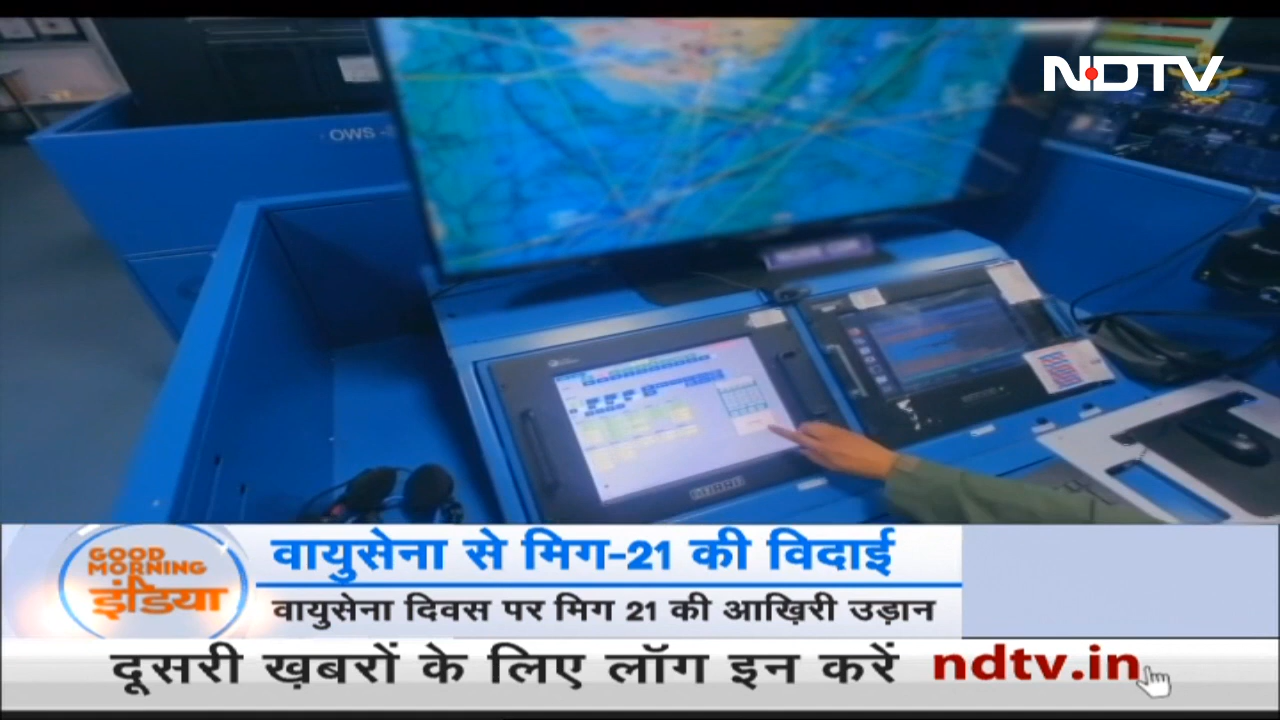 NDTV
OWS -
GOOD
MORNING
इंडिया
वायुसेना से मिग-21 की विदाई
वायुसेना दिवस पर मिग 21 की आख़िरी उड़ान
दूसरी ख़बरों के लिए लॉग इन करें ndtv.in